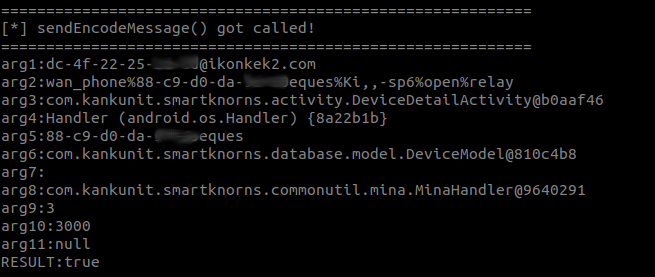 ============================================================
[*] sendEncodeMessage() got called!
============================================================
arg1:dc-4f-22-25-@ikonkek2.com
arg2:wan_phone%88-c9-d0-da-eques%Ki,,-sp6%open%relay
arg3:com.kankunit.smartknorns.activity.DeviceDetailActivity@b0aaf46
arg4:Handler (android.os.Handler) {8a22b1b}
arg5:88-c9-d0-da-eques
arg6:com.kankunit.smartknorns.database.model.DeviceModel@810c4b8
arg7:
arg8:com.kankunit.smartknorns.commonutil.mina.MinaHandler@9640291
arg9:3
arg10:3000
arg11:null
RESULT:true